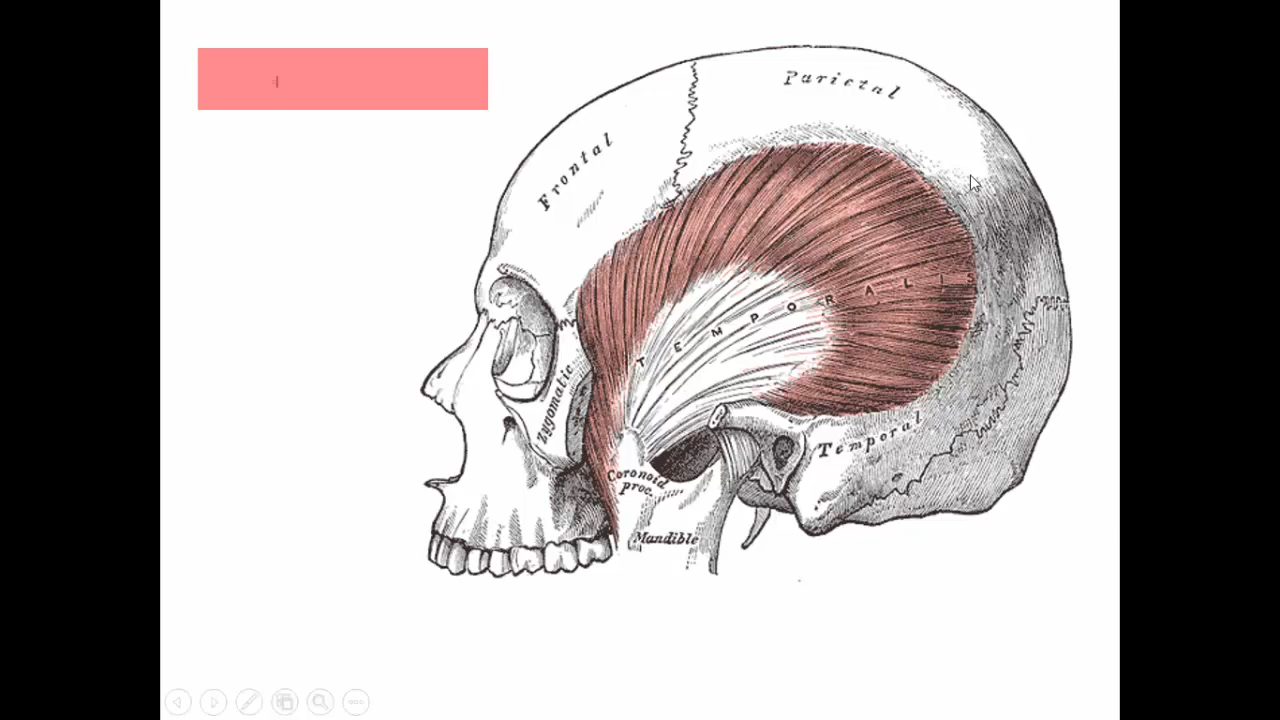 Parietal
Frontal
TEMPORALIS
Zygomatic
Temporal
Coronoid
proc.
Mandible